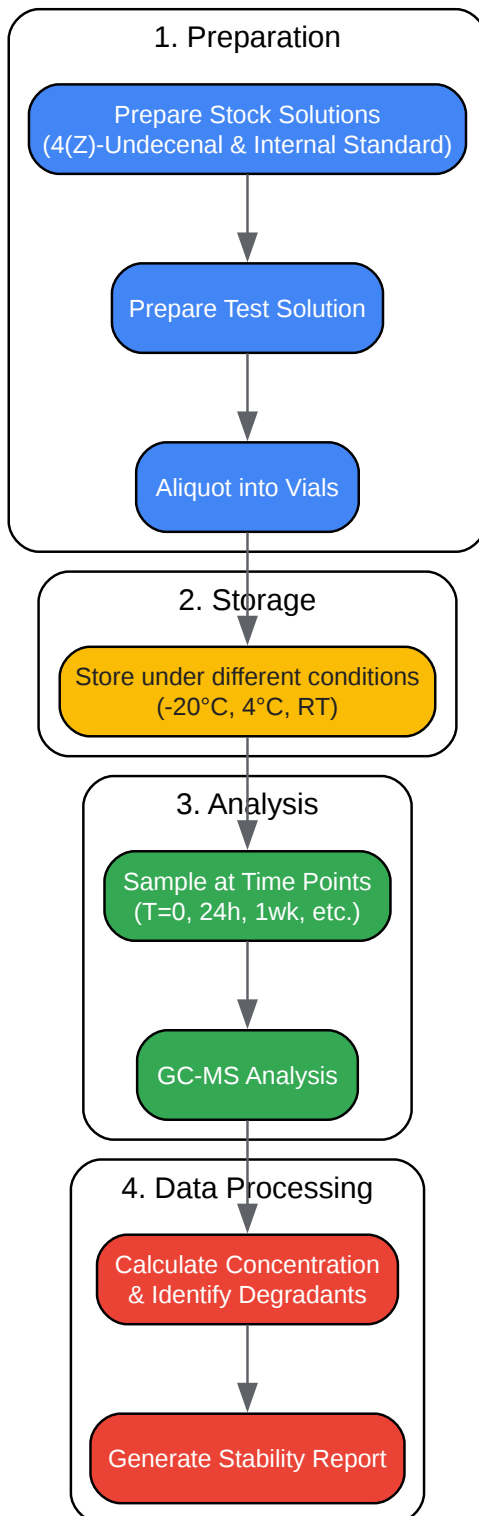 1. Preparation
Prepare Stock Solutions
(4(Z)-Undecenal & Internal Standard)
Prepare Test Solution
Aliquot into Vials
2. Storage
Store under different conditions
(-20°C, 4°C, RT)
3. Analysis
Sample at Time Points
(T=0, 24h, 1wk, etc.)
GC-MS Analysis
4. Data Processing
Calculate Concentration
& Identify Degradants
Generate Stability Report